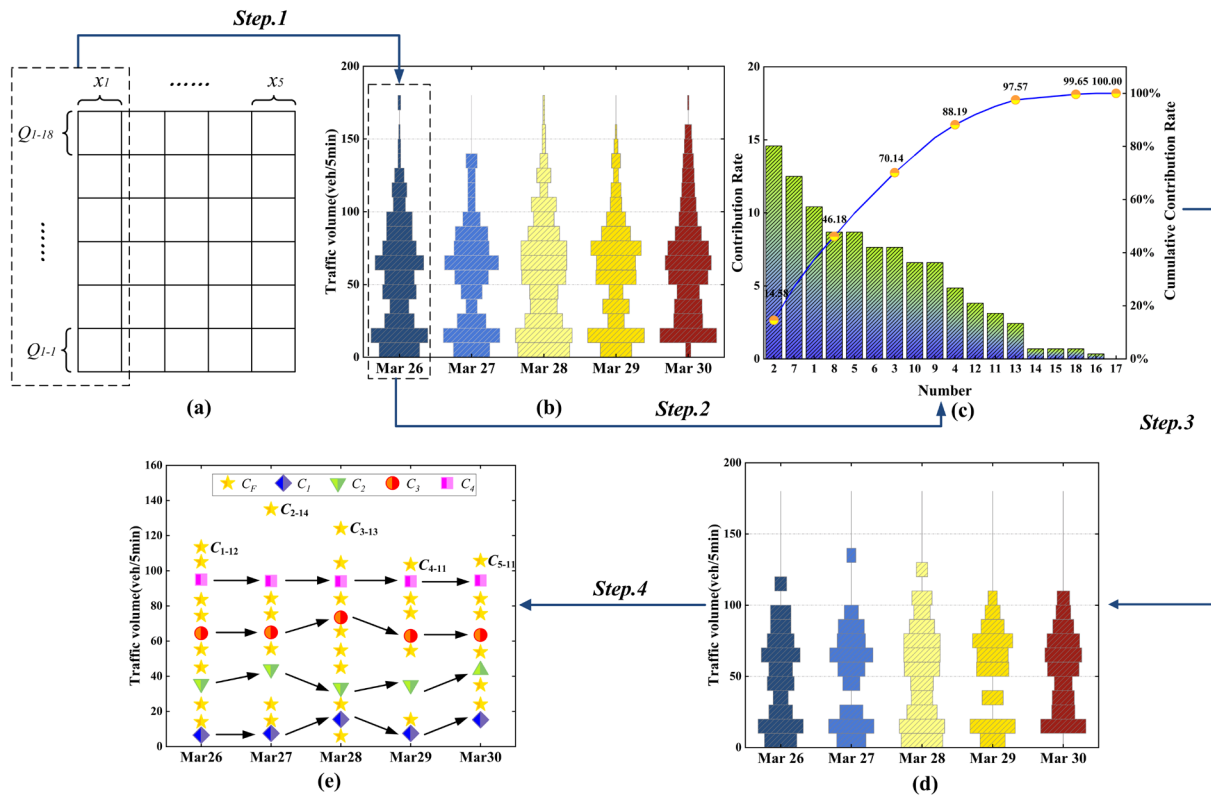 Step.1
x1 ...... x5
Q1-18
......
Q1-1
(a)
Traffic volume(veh/5min)
200
150
100
50
0
Mar 26 Mar 27 Mar 28 Mar 29 Mar 30
(b)
Step.2
Contribution Rate
20
15
10
5
0
14.58 46.18 70.14 88.19 97.57 99.65 100.00
100%
80%
60%
40%
20%
0%
Cumulative Contribution Rate
2 7 1 8 5 6 3 10 9 4 12 11 13 14 15 18 16 17
Number
(c)
Step.3
Traffic volume(veh/5min)
160
140
120
100
80
60
40
20
0
CF C1 C2 C3 C4
C1-12
C2-14
C3-13
C4-11
C5-11
Mar26 Mar27 Mar28 Mar29 Mar30
(e)
Step.4
Traffic volume(veh/5min)
200
150
100
50
0
Mar 26 Mar 27 Mar 28 Mar 29 Mar 30
(d)